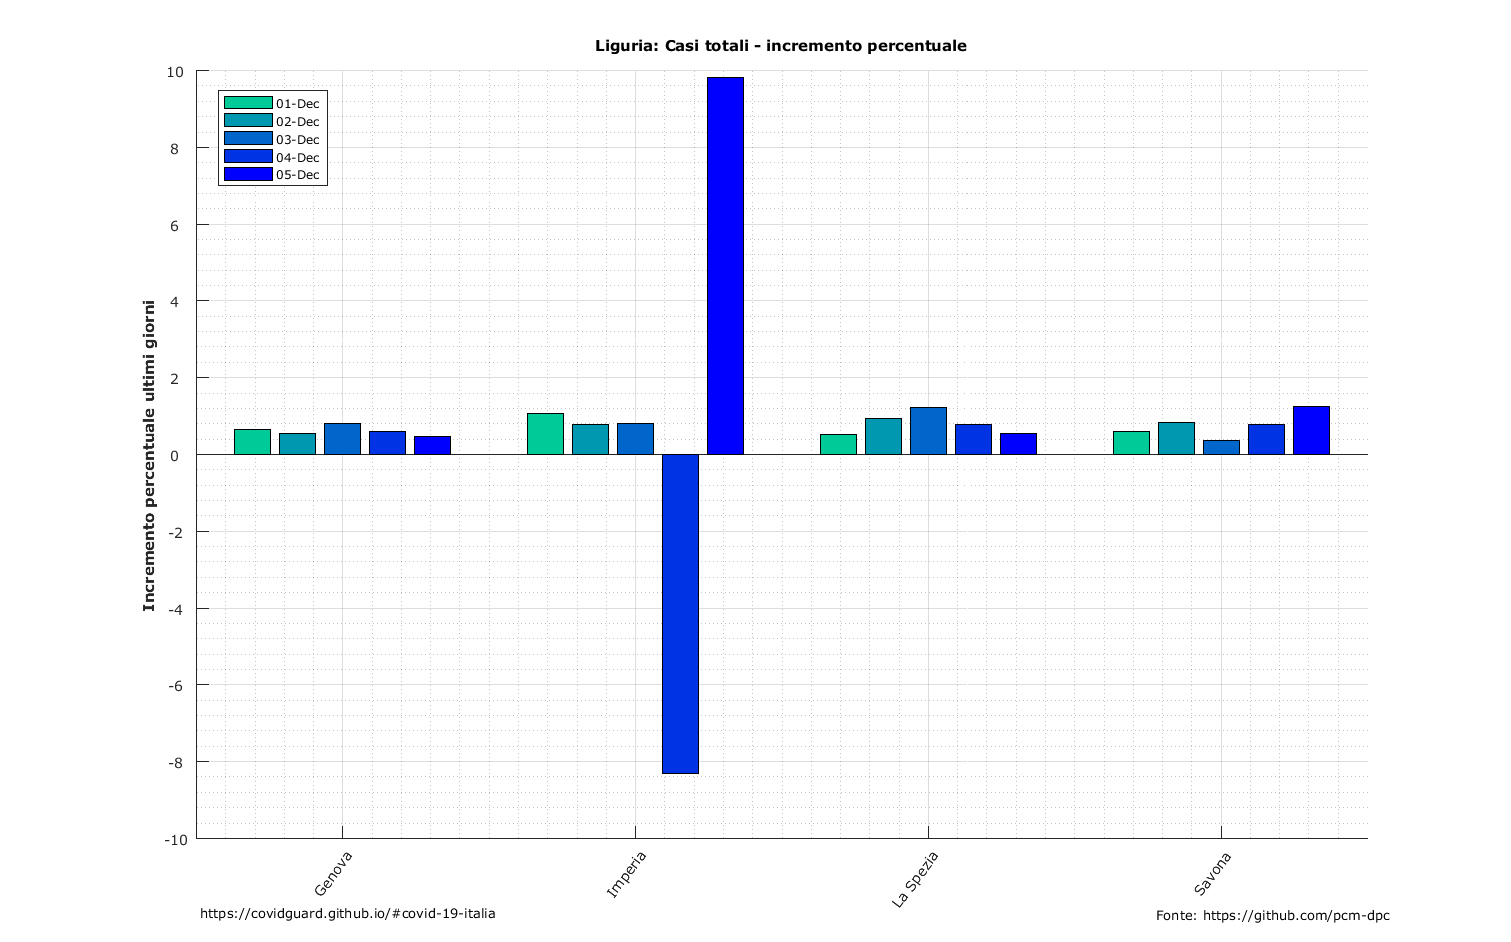 Liguria: Casi totali - incremento percentuale
Incremento percentuale ultimi giorni
10
8
6
4
2
0
-2
-4
-6
-8
-10
01-Dec
02-Dec
03-Dec
04-Dec
05-Dec
Genova
Imperia
La Spezia
Savona
https://covidguard.github.io/#covid-19-italia
Fonte: https://github.com/pcm-dpc